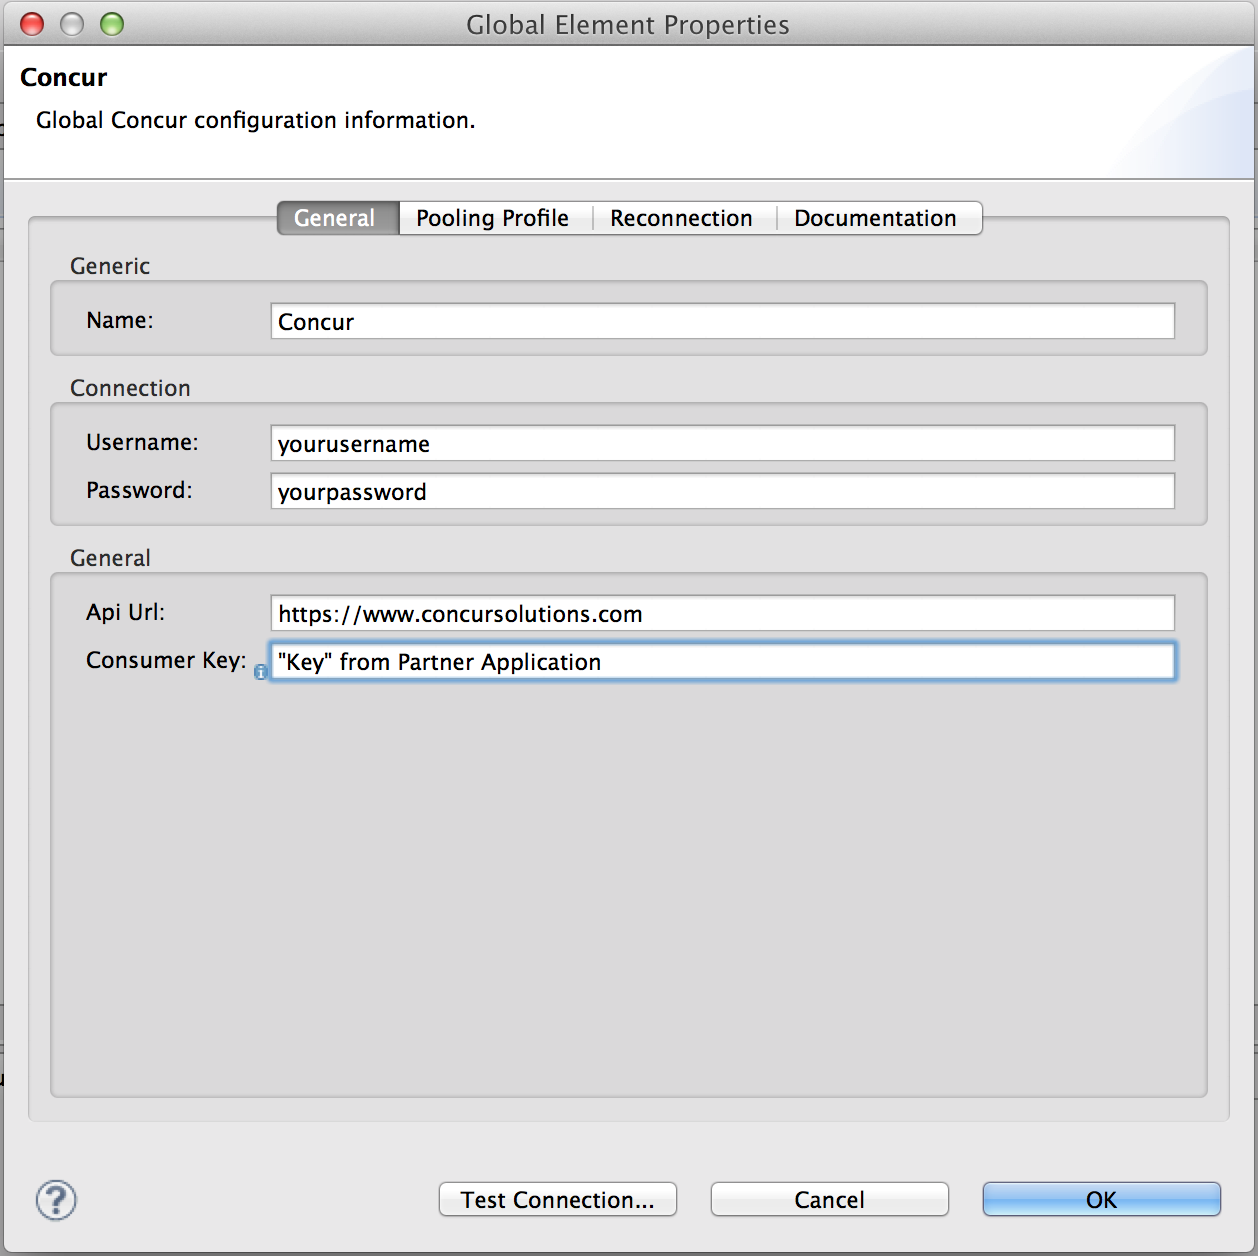 Global Element Properties
Concur
Global Concur configuration information.
General Pooling Profile Reconnection Documentation
Generic
Name: Concur
Connection
Username: yourusername
Password: yourpassword
General
Api Url: https://www.concursolutions.com
Consumer Key: "Key" from Partner Application
Test Connection... Cancel OK